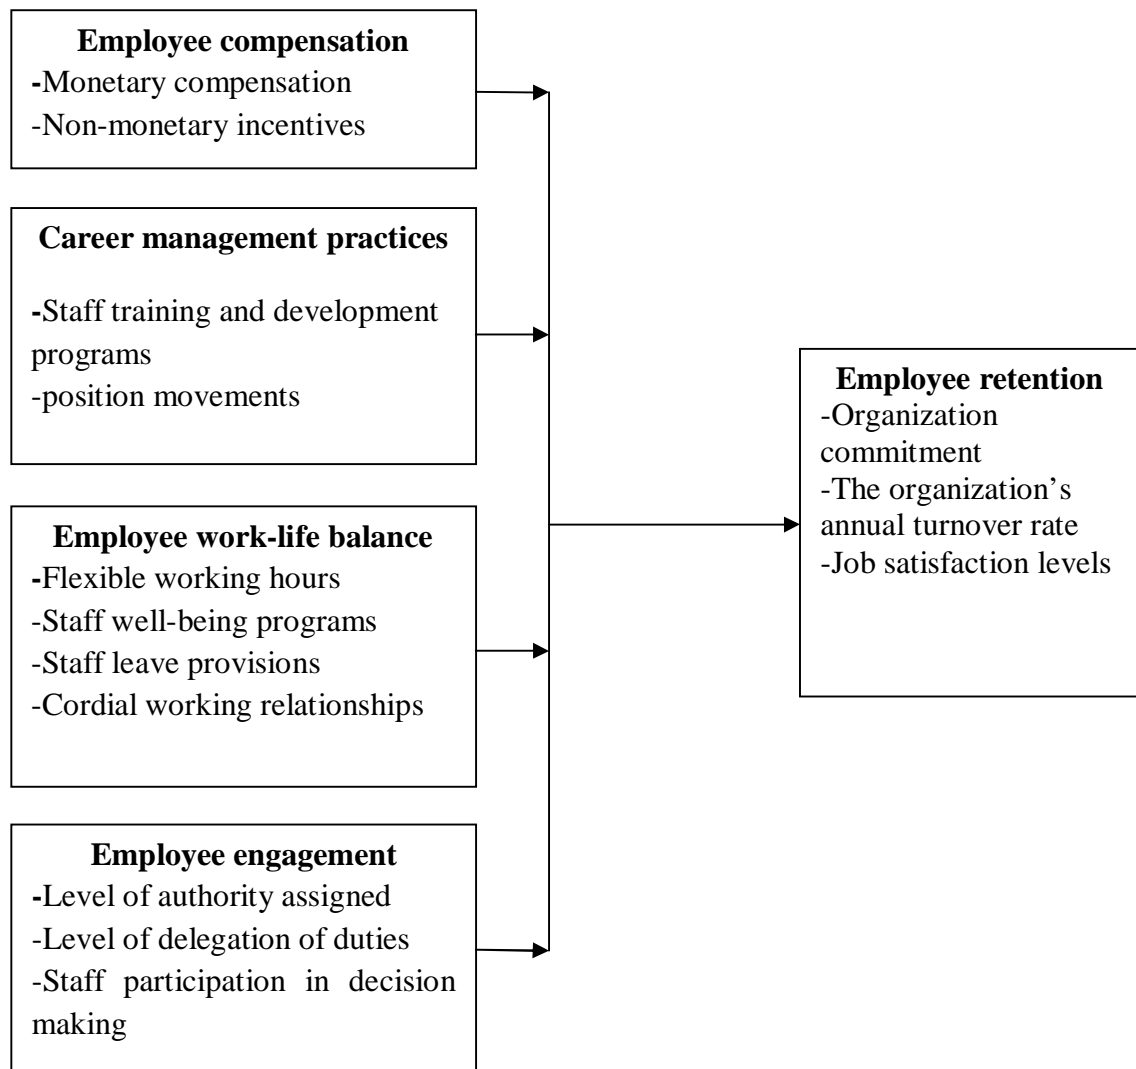 Employee compensation
-Monetary compensation
-Non-monetary incentives
Career management practices
-Staff training and development
programs
-position movements
Employee work-life balance
-Flexible working hours
-Staff well-being programs
-Staff leave provisions
-Cordial working relationships
Employee engagement
-Level of authority assigned
-Level of delegation of duties
-Staff participation in decision
making
Employee retention
-Organization
commitment
-The organization’s
annual turnover rate
-Job satisfaction levels